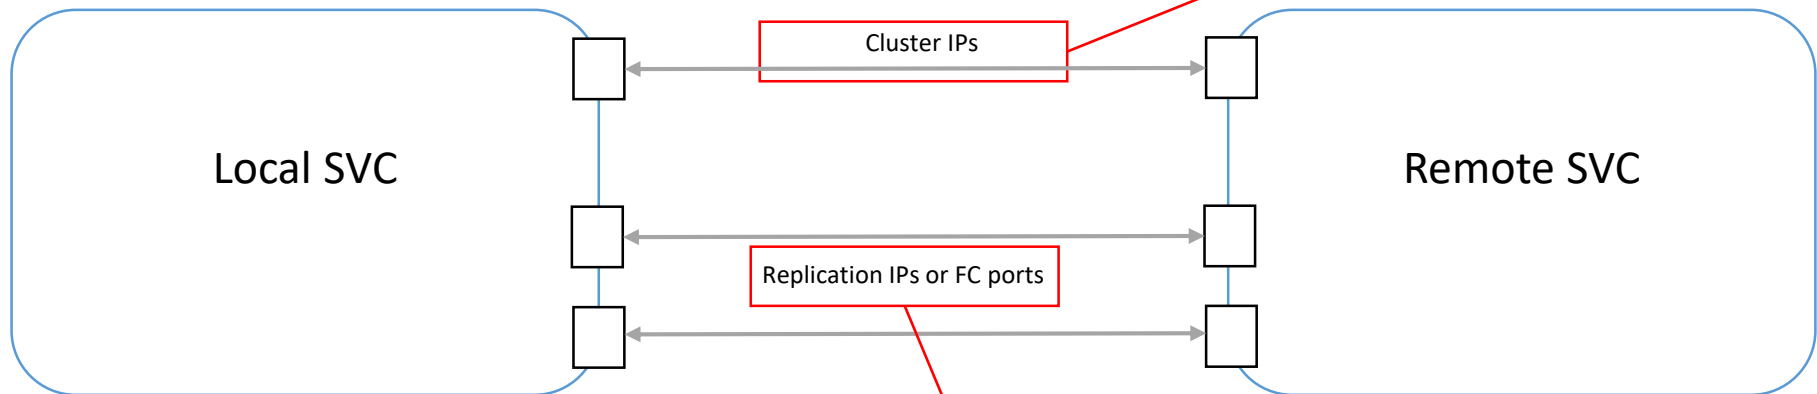 Cluster IPs
Local SVC
Remote SVC
Replication IPs or FC ports